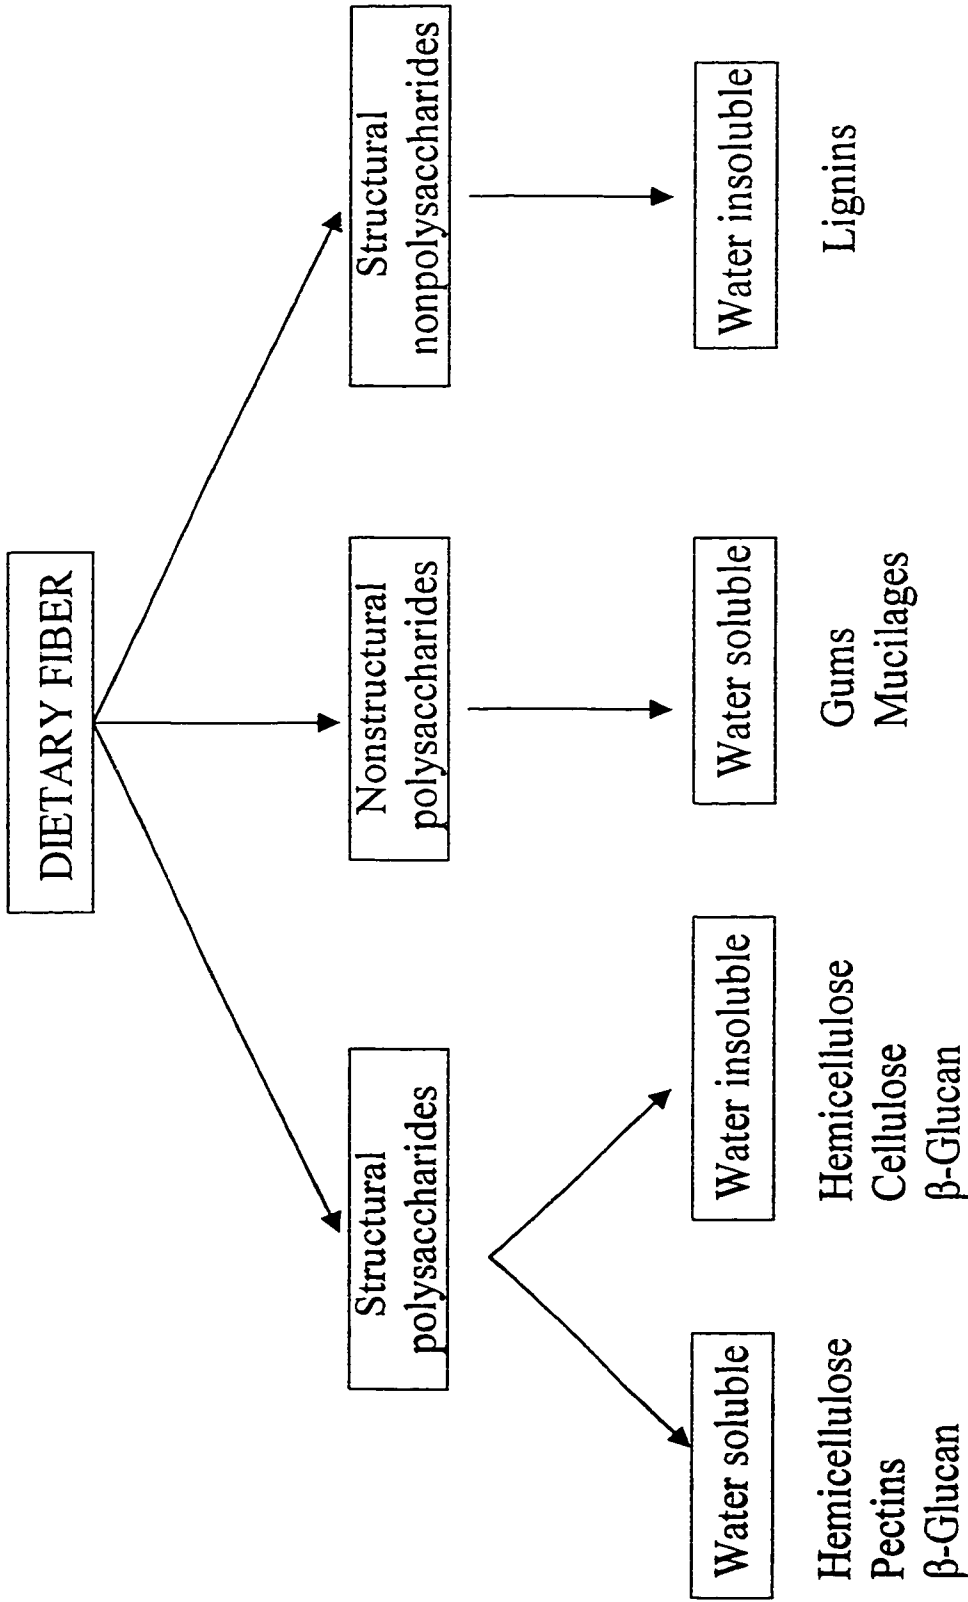 DIETARY FIBER
Structural
polysaccharides
Nonstructural
polysaccharides
Structural
nonpolysaccharides
Water soluble
Water insoluble
Water soluble
Water insoluble
Hemicellulose
Pectins
β-Glucan
Hemicellulose
Cellulose
β-Glucan
Gums
Mucilages
Lignins